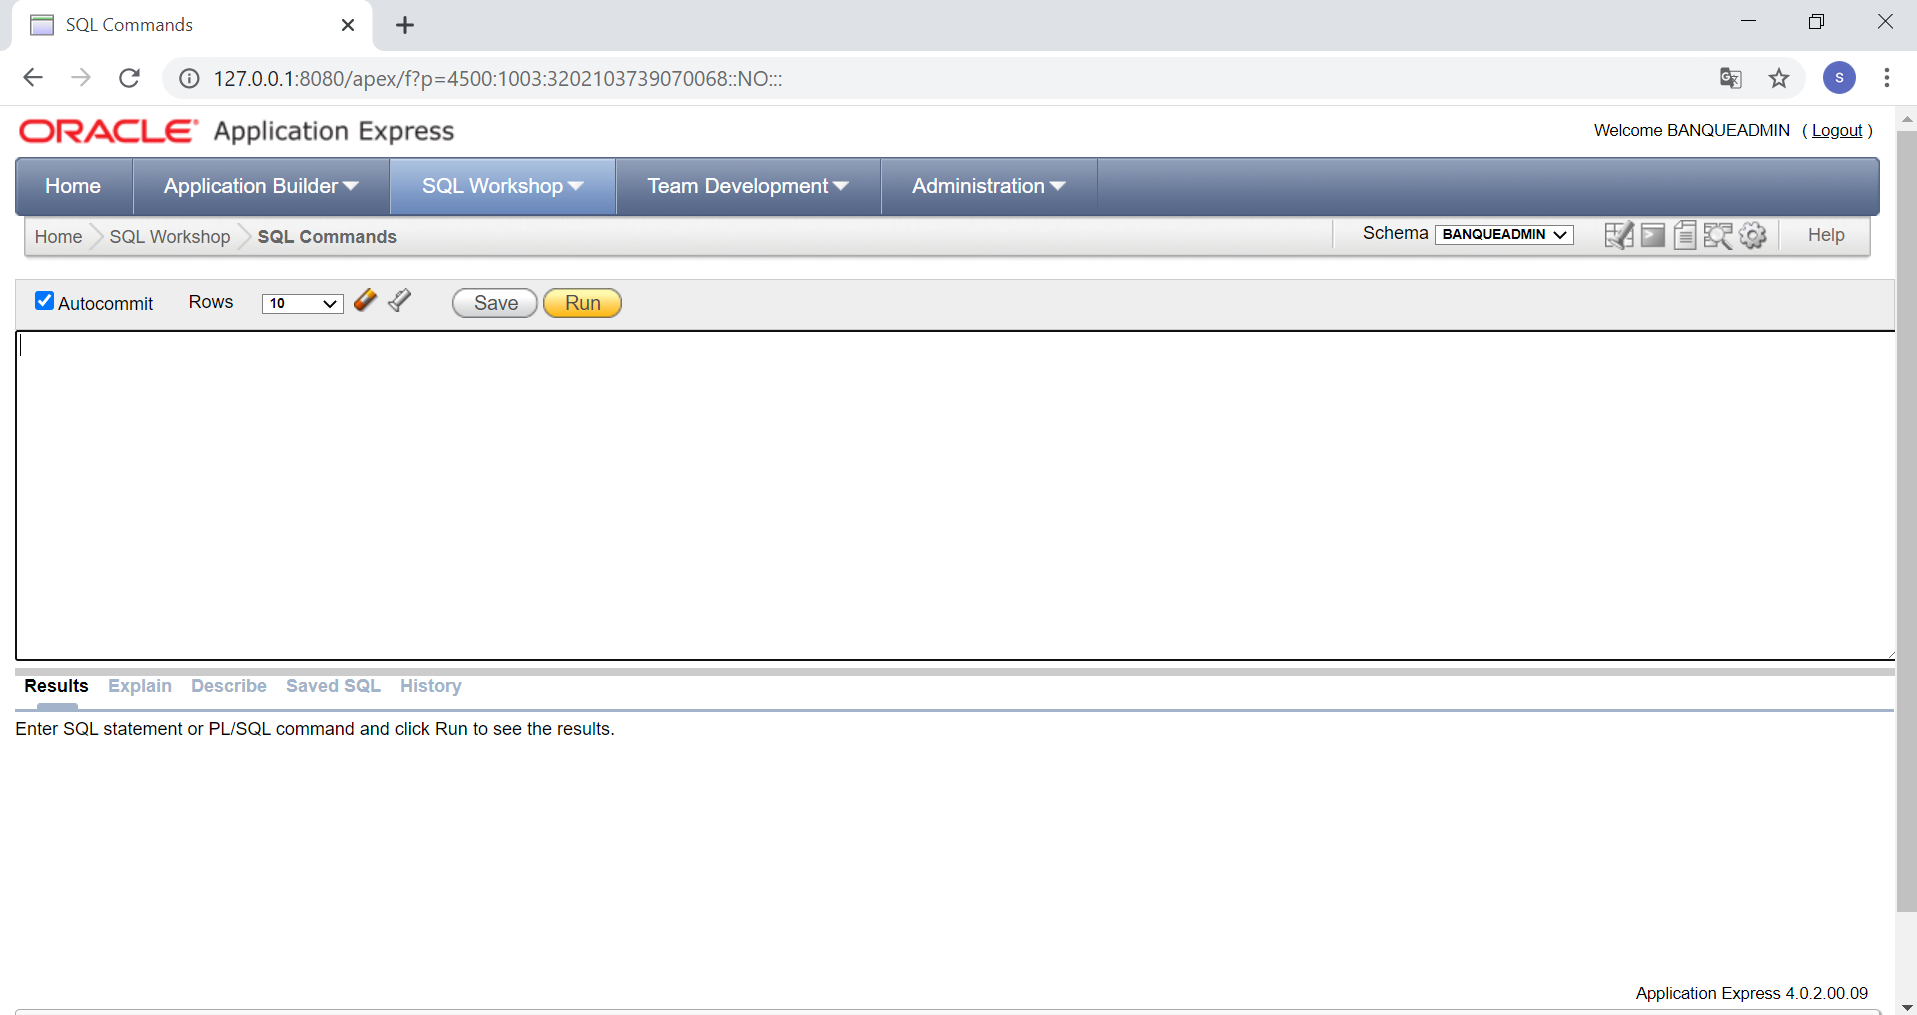 SQL Commands
127.0.0.1:8080/apex/f?p=4500:1003:3202103739070068::NO:::
S
ORACLE Application Express
Welcome BANQUEADMIN ( Logout )
Home Application Builder SQL Workshop Team Development Administration
Home SQL Workshop SQL Commands Schema BANQUEADMIN Help
Autocommit Rows 10 Save Run
Results Explain Describe Saved SQL History
Enter SQL statement or PL/SQL command and click Run to see the results.
Application Express 4.0.2.00.09